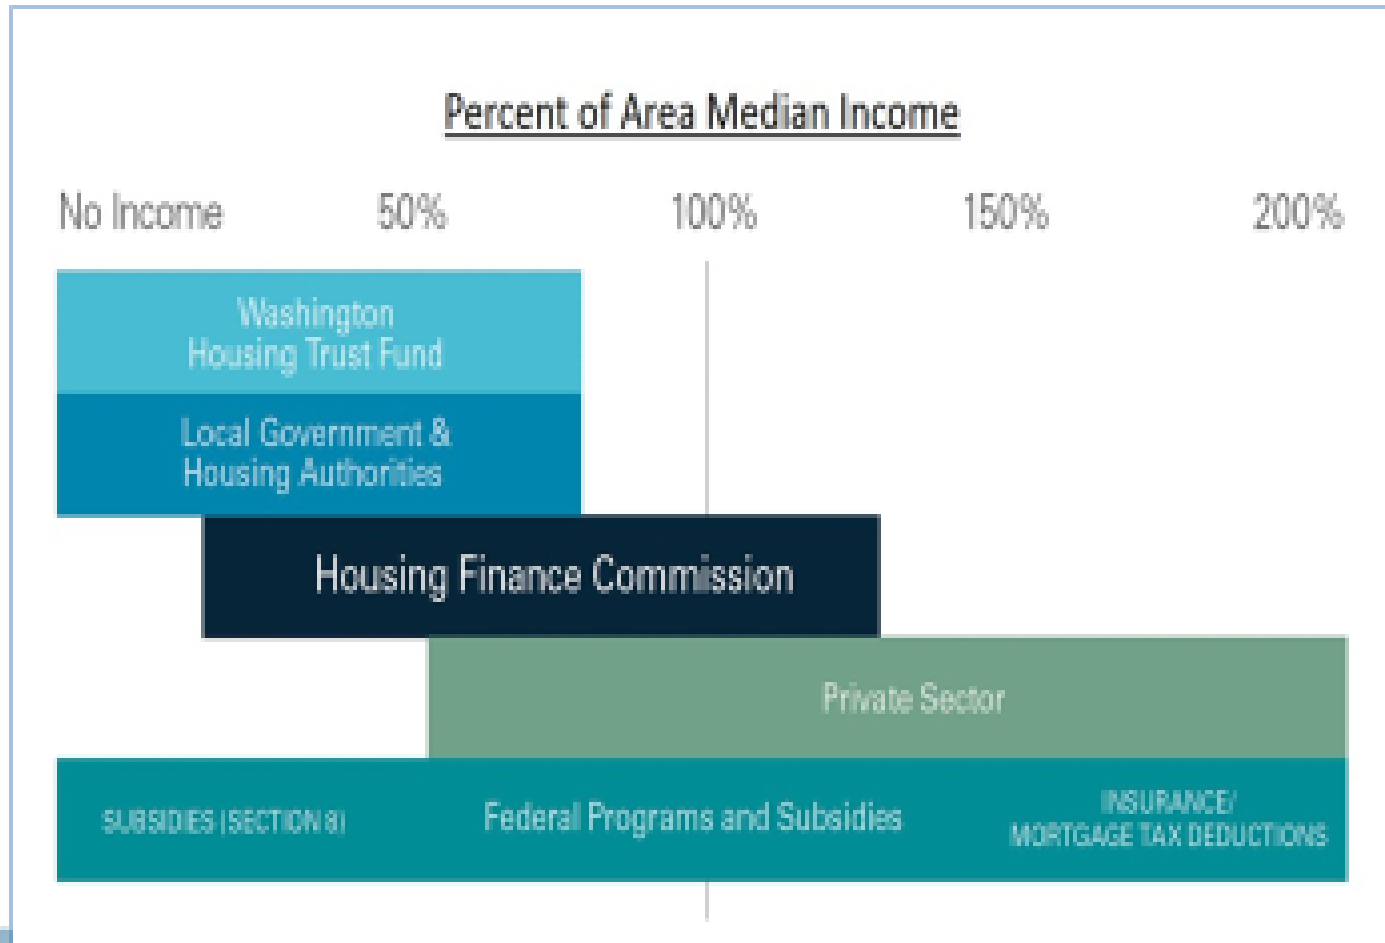 Percent of Area Median Income
No Income 50% 100% 150% 200%
Washington
Housing Trust Fund
Local Government &
Housing Authorities
Housing Finance Commission
Private Sector
SUBSIDIES (SECTION 8) Federal Programs and Subsidies INSURANCE/
MORTGAGE TAX DEDUCTIONS